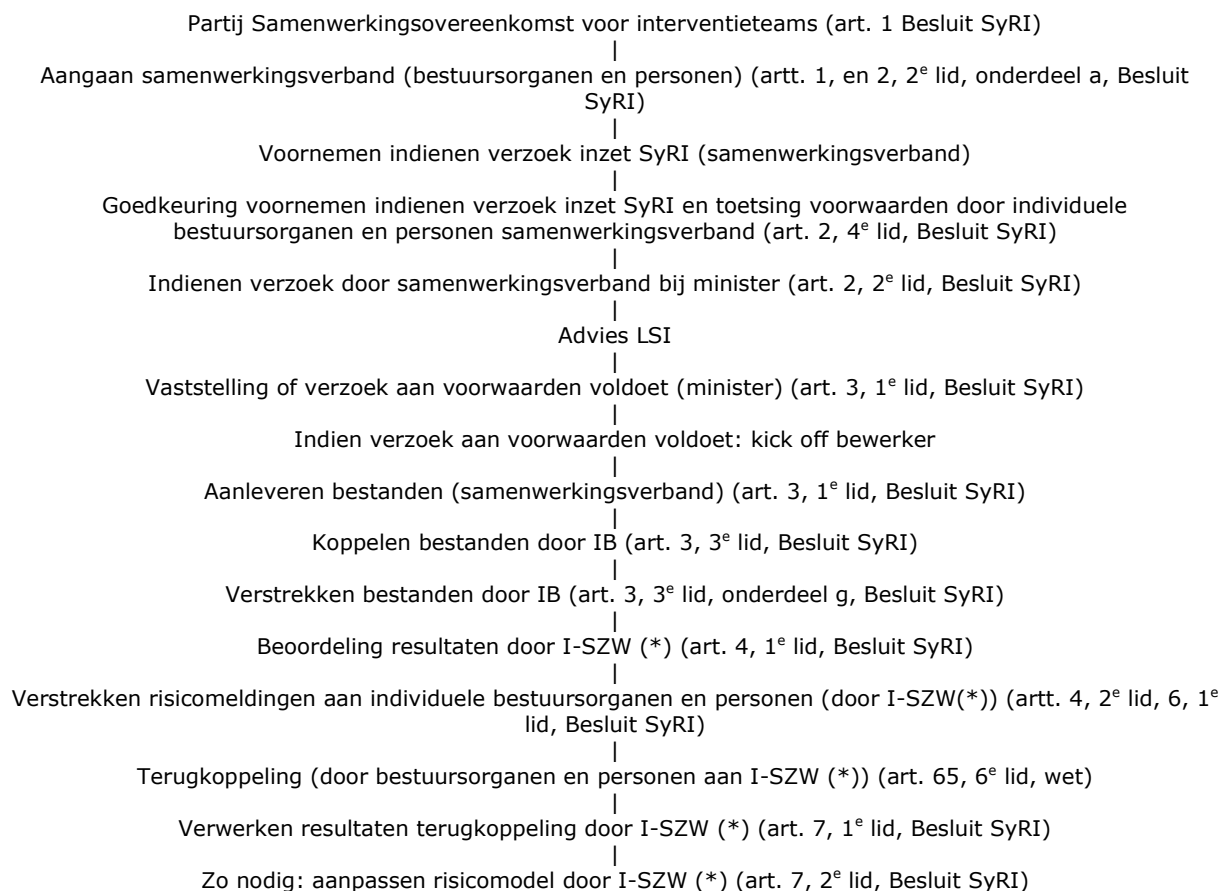 Partij Samenwerkingsovereenkomst voor interventieteams (art. 1 Besluit SyRI)
|
Aangaan samenwerkingsverband (bestuursorganen en personen) (artt. 1, en 2, 2e lid, onderdeel a, Besluit
SyRI)
|
Voornemen indienen verzoek inzet SyRI (samenwerkingsverband)
|
Goedkeuring voornemen indienen verzoek inzet SyRI en toetsing voorwaarden door individuele
bestuursorganen en personen samenwerkingsverband (art. 2, 4e lid, Besluit SyRI)
|
Indienen verzoek door samenwerkingsverband bij minister (art. 2, 2e lid, Besluit SyRI)
|
Advies LSI
|
Vaststelling of verzoek aan voorwaarden voldoet (minister) (art. 3, 1e lid, Besluit SyRI)
|
Indien verzoek aan voorwaarden voldoet: kick off bewerker
|
Aanleveren bestanden (samenwerkingsverband) (art. 3, 1e lid, Besluit SyRI)
|
Koppelen bestanden door IB (art. 3, 3e lid, Besluit SyRI)
|
Verstrekken bestanden door IB (art. 3, 3e lid, onderdeel g, Besluit SyRI)
|
Beoordeling resultaten door I-SZW (*) (art. 4, 1e lid, Besluit SyRI)
|
Verstrekken risicomeldingen aan individuele bestuursorganen en personen (door I-SZW(*)) (artt. 4, 2e lid, 6, 1e
lid, Besluit SyRI)
|
Terugkoppeling (door bestuursorganen en personen aan I-SZW (*)) (art. 65, 6e lid, wet)
|
Verwerken resultaten terugkoppeling door I-SZW (*) (art. 7, 1e lid, Besluit SyRI)
|
Zo nodig: aanpassen risicomodel door I-SZW (*) (art. 7, 2e lid, Besluit SyRI)